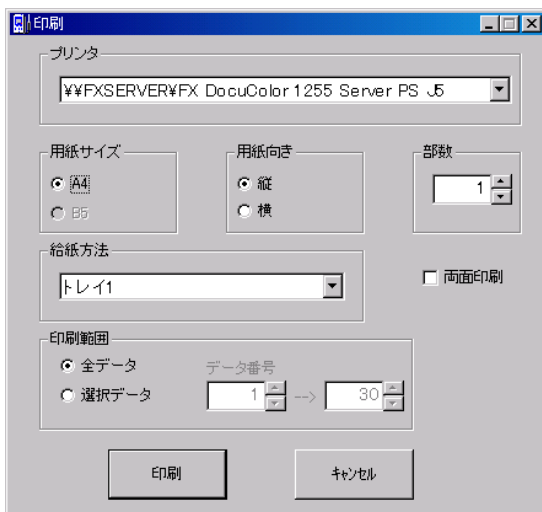 印刷
プリンタ
¥¥FXSERVER¥FX DocuColor 1255 Server PS J5
用紙サイズ
A4
B5
用紙向き
縦
横
部数
1
給紙方法
トレイ1
両面印刷
印刷範囲
全データ
選択データ
データ番号
1 --> 30
印刷
キャンセル